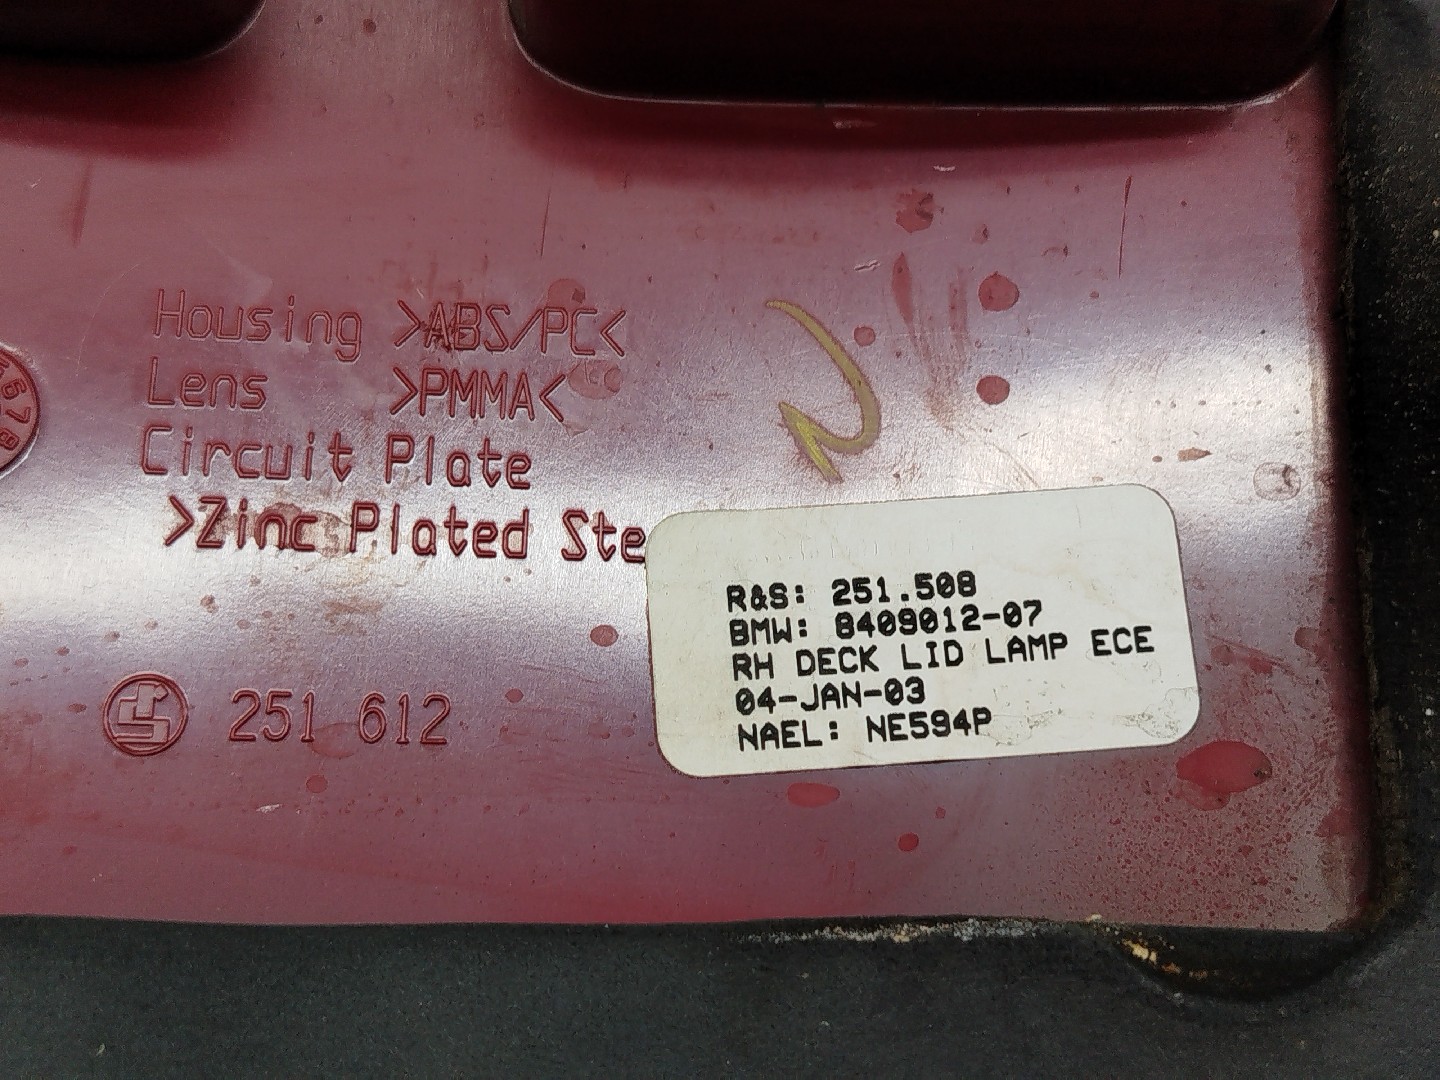 Housing >ABS/PC<
Lens >PMMA<
Circuit Plate
>Zinc Plated Ste
251 612
R&S: 251.508
BMW: 8409012-07
RH DECK LID LAMP ECE
04-JAN-03
NAEL: NE594P
678